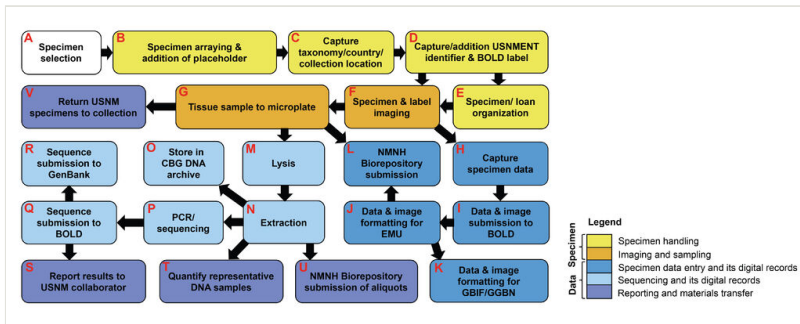 A
Specimen
selection
B
Specimen arraying &
addition of placeholder
C
Capture
taxonomy/country/
collection location
D
Capture/addition USNMENT
identifier & BOLD label
V
Return USNM
specimens to collection
G
Tissue sample to microplate
F
Specimen & label
imaging
E
Specimen/ loan
organization
R
Sequence
submission to
GenBank
O
Store in
CBG DNA
archive
M
Lysis
L
NMNH
Biorepository
submission
H
Capture
specimen data
Q
Sequence
submission to
BOLD
P
PCR/
sequencing
N
Extraction
J
Data & image
formatting for
EMU
I
Data & image
submission to
BOLD
S
Report results to
USNM collaborator
T
Quantify representative
DNA samples
U
NMNH Biorepository
submission of aliquots
K
Data & image
formatting for
GBIF/GGBN
Legend
Specimen
Data
Specimen handling
Imaging and sampling
Specimen data entry and its digital records
Sequencing and its digital records
Reporting and materials transfer